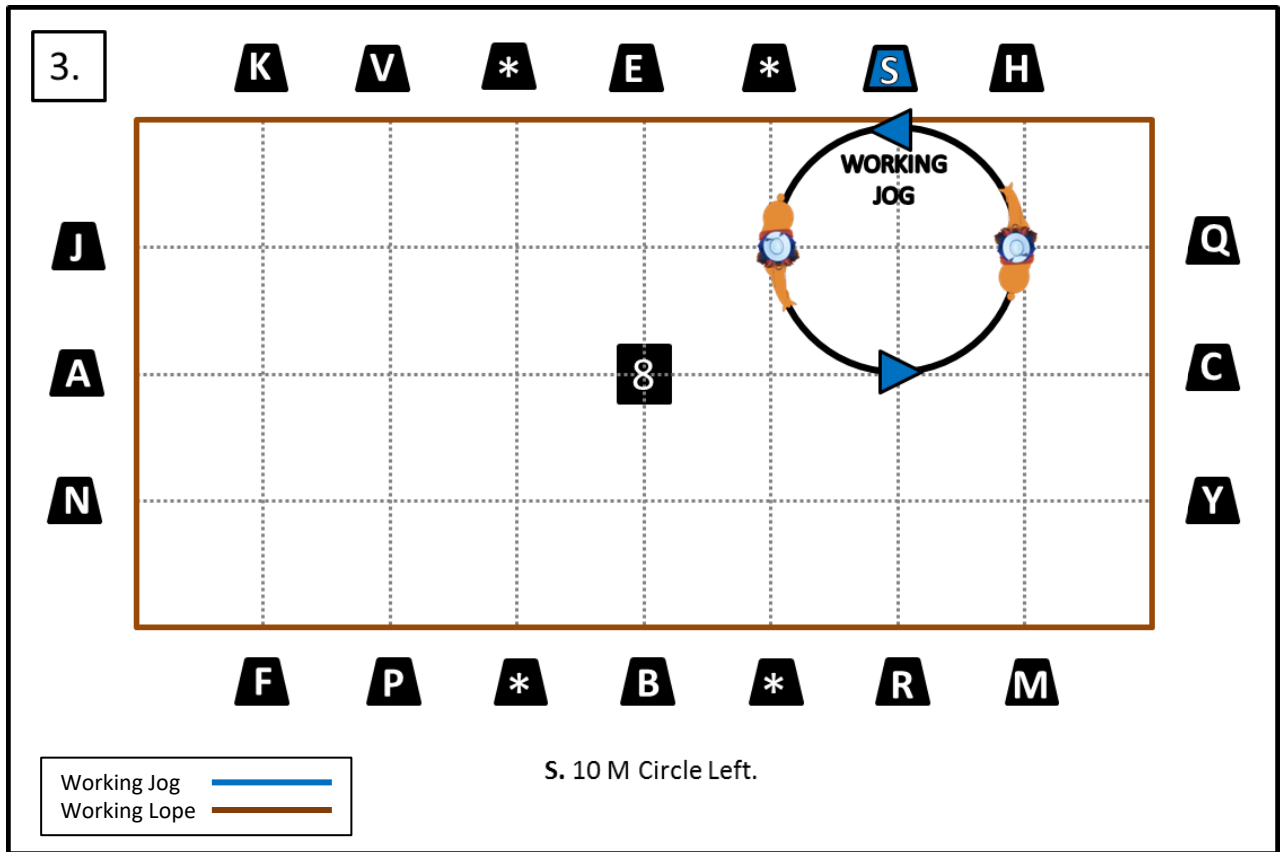 3.
K V * E * S H
WORKING
JOG
J Q
A 8 C
N Y
F P * B * R M
S. 10 M Circle Left.
Working Jog
Working Lope